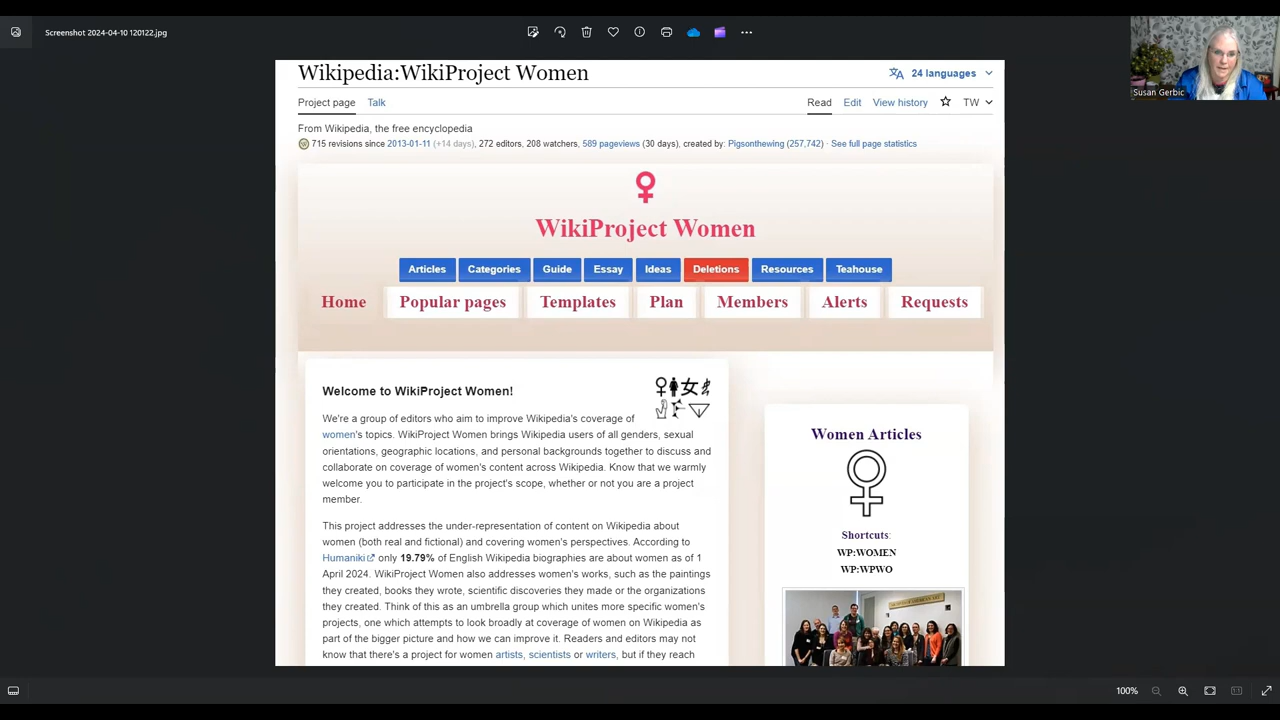 Screenshot 2024-04-10 120122.jpg
Susan Gerbic
Wikipedia:WikiProject Women
24 languages
Project page Talk
Read Edit View history TW
From Wikipedia, the free encyclopedia
715 revisions since 2013-01-11 (+14 days), 272 editors, 208 watchers, 589 pageviews (30 days), created by: Pigsonthewing (257,742) · See full page statistics
WikiProject Women
Articles Categories Guide Essay Ideas Deletions Resources Teahouse
Home Popular pages Templates Plan Members Alerts Requests
Welcome to WikiProject Women!
女
We're a group of editors who aim to improve Wikipedia's coverage of
women's topics. WikiProject Women brings Wikipedia users of all genders, sexual
orientations, geographic locations, and personal backgrounds together to discuss and
collaborate on coverage of women's content across Wikipedia. Know that we warmly
welcome you to participate in the project's scope, whether or not you are a project
member.
This project addresses the under-representation of content on Wikipedia about
women (both real and fictional) and covering women's perspectives. According to
Humaniki only 19.79% of English Wikipedia biographies are about women as of 1
April 2024. WikiProject Women also addresses women's works, such as the paintings
they created, books they wrote, scientific discoveries they made or the organizations
they created. Think of this as an umbrella group which unites more specific women's
projects, one which attempts to look broadly at coverage of women on Wikipedia as
part of the bigger picture and how we can improve it. Readers and editors may not
know that there's a project for women artists, scientists or writers, but if they reach
Women Articles
Shortcuts:
WP:WOMEN
WP:WPWO
100%